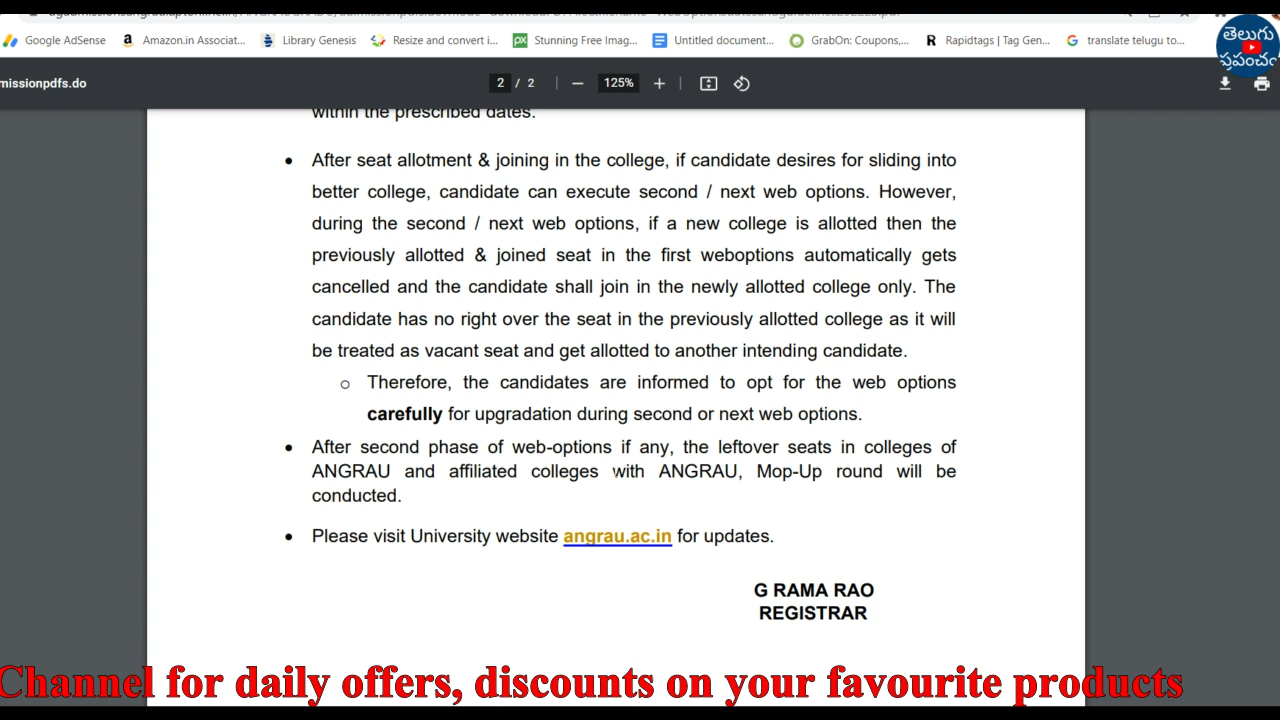 Google AdSense
Amazon.in Associat...
Library Genesis
Resize and convert i...
Stunning Free Imag...
Untitled document...
GrabOn: Coupons,...
Rapidtags | Tag Gen...
translate telugu to...
తెలుగు
ప్రపంచం
missionpdfs.do
2 / 2
125%
within the prescribed dates.
• After seat allotment & joining in the college, if candidate desires for sliding into
better college, candidate can execute second / next web options. However,
during the second / next web options, if a new college is allotted then the
previously allotted & joined seat in the first weboptions automatically gets
cancelled and the candidate shall join in the newly allotted college only. The
candidate has no right over the seat in the previously allotted college as it will
be treated as vacant seat and get allotted to another intending candidate.
o Therefore, the candidates are informed to opt for the web options
carefully for upgradation during second or next web options.
• After second phase of web-options if any, the leftover seats in colleges of
ANGRAU and affiliated colleges with ANGRAU, Mop-Up round will be
conducted.
• Please visit University website angrau.ac.in for updates.
G RAMA RAO
REGISTRAR
Channel for daily offers, discounts on your favourite products